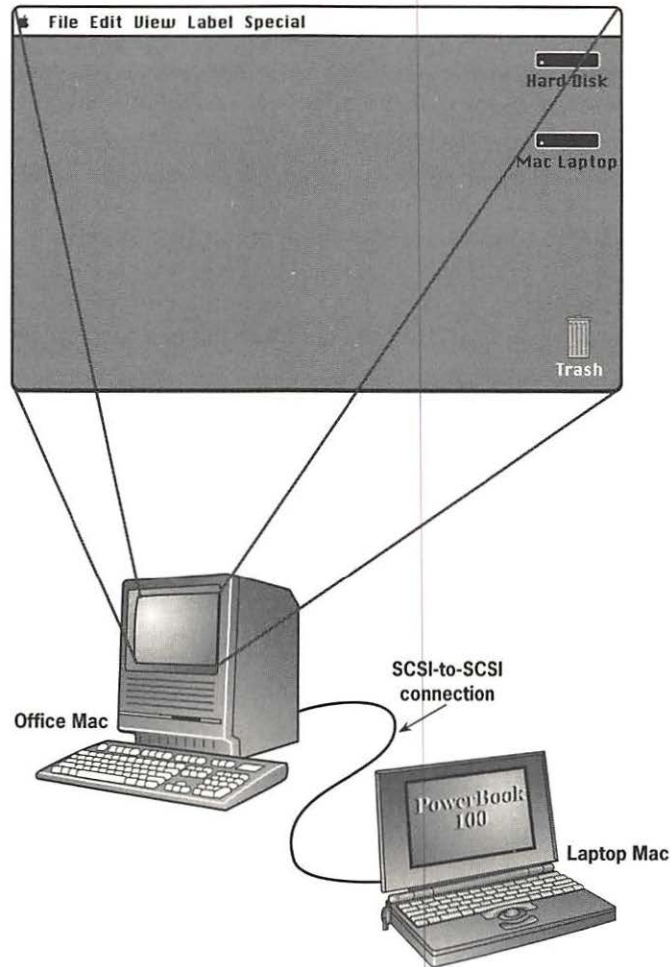 File Edit View Label Special
Hard Disk
Mac Laptop
Trash
SCSI-to-SCSI
connection
Office Mac
PowerBook
100
Laptop Mac